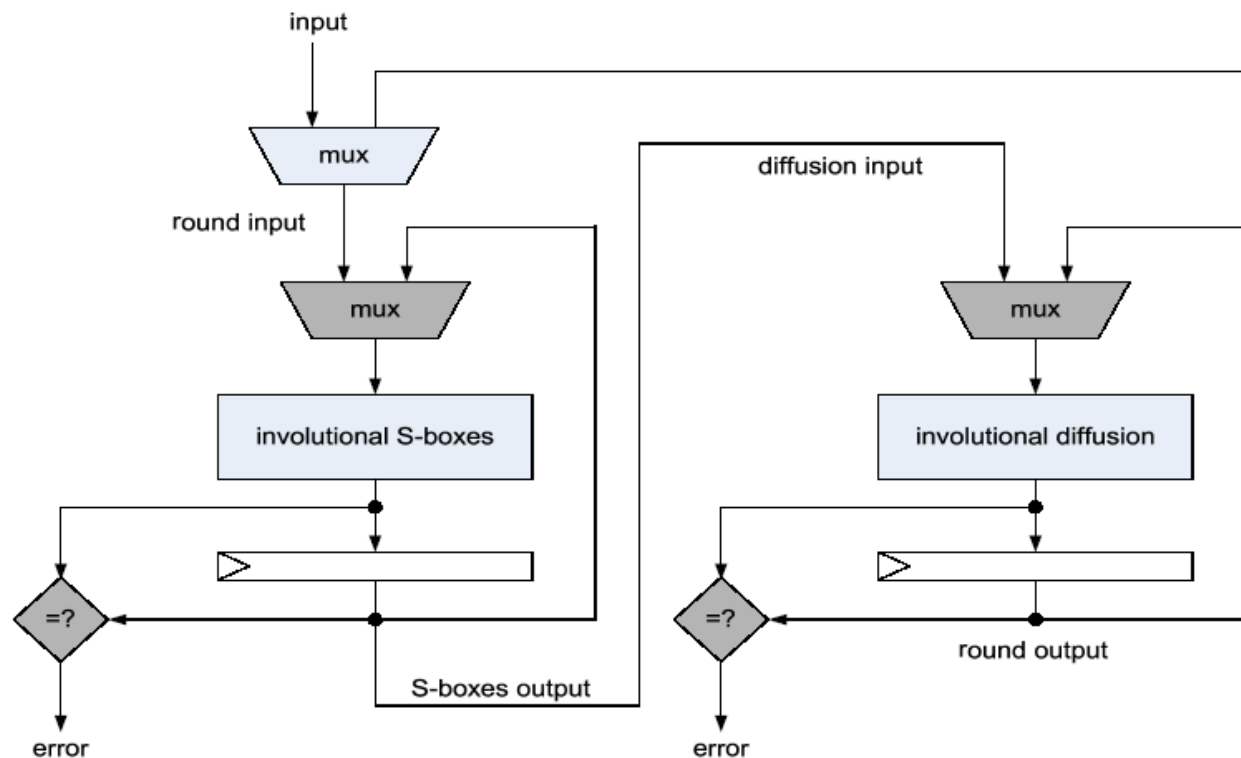 input
mux
diffusion input
round input
mux
mux
involutional S-boxes
involutional diffusion
=?
=?
round output
S-boxes output
error
error